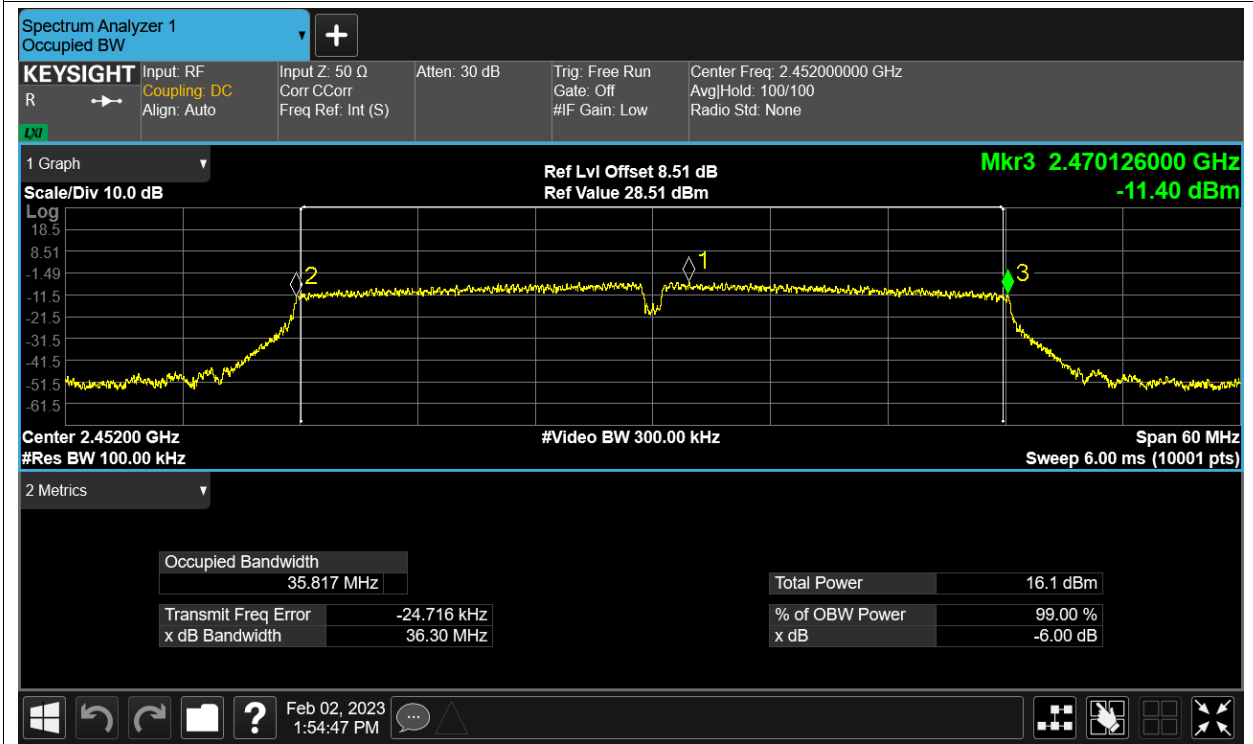 Spectrum Analyzer 1
Occupied BW
KEYSIGHT
R
LXI
Input: RF
Coupling: DC
Align: Auto
Input Z: 50 Ω
Corr CCorr
Freq Ref: Int (S)
Atten: 30 dB
Trig: Free Run
Gate: Off
#IF Gain: Low
Center Freq: 2.452000000 GHz
Avg|Hold: 100/100
Radio Std: None
1 Graph
Scale/Div 10.0 dB
Ref Lvl Offset 8.51 dB
Ref Value 28.51 dBm
Mkr3 2.470126000 GHz
-11.40 dBm
Log
18.5
8.51
-1.49
-11.5
-21.5
-31.5
-41.5
-51.5
-61.5
2
1
3
Center 2.45200 GHz
#Video BW 300.00 kHz
Span 60 MHz
#Res BW 100.00 kHz
Sweep 6.00 ms (10001 pts)
2 Metrics
Occupied Bandwidth
35.817 MHz
Transmit Freq Error -24.716 kHz
x dB Bandwidth 36.30 MHz
Total Power 16.1 dBm
% of OBW Power 99.00 %
x dB -6.00 dB
?
Feb 02, 2023
1:54:47 PM